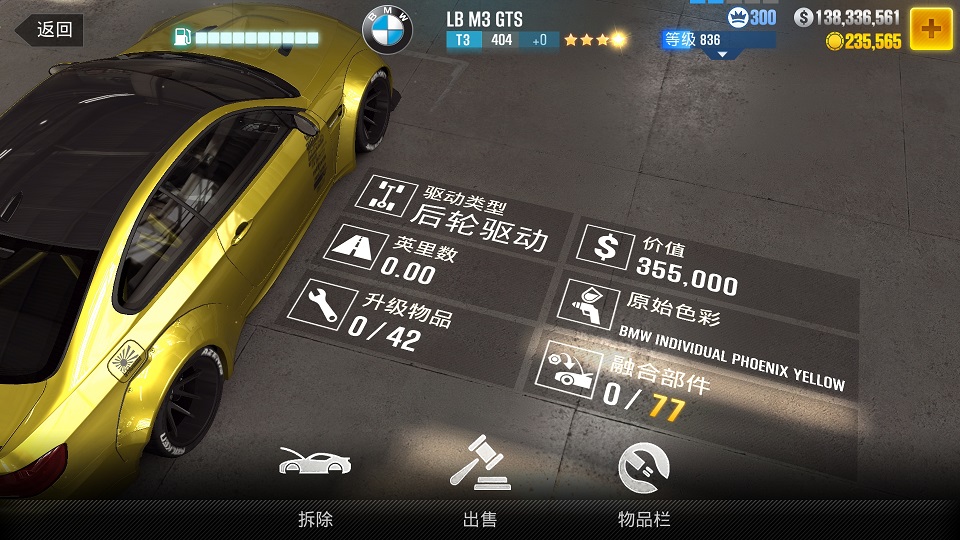 返回
BMW
LB M3 GTS
T3 404 +0
等级 836
300
138,336,561
235,565
驱动类型
后轮驱动
英里数
0.00
升级物品
0/42
价值
355,000
原始色彩
BMW INDIVIDUAL PHOENIX YELLOW
融合部件
0/77
拆除
出售
物品栏